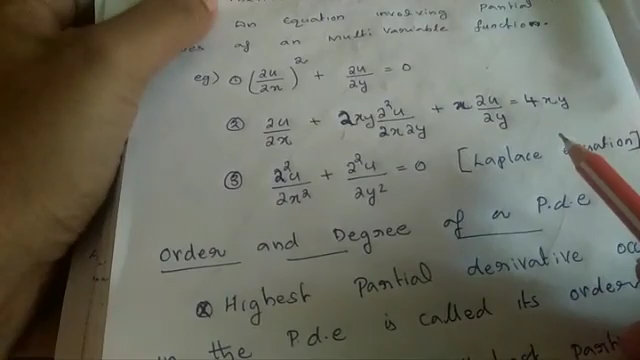 An equation involving Partial
of an multi variable function.
eg) ① (∂u/∂x)² + ∂u/∂y = 0
② ∂u/∂x + 2xy ∂²u/∂x∂y + x ∂u/∂y = 4xy
③ ∂²u/∂x² + ∂²u/∂y² = 0 [Laplace equation]
Order and Degree of a P.d.e
Highest Partial derivative
the P.d.e is called its order